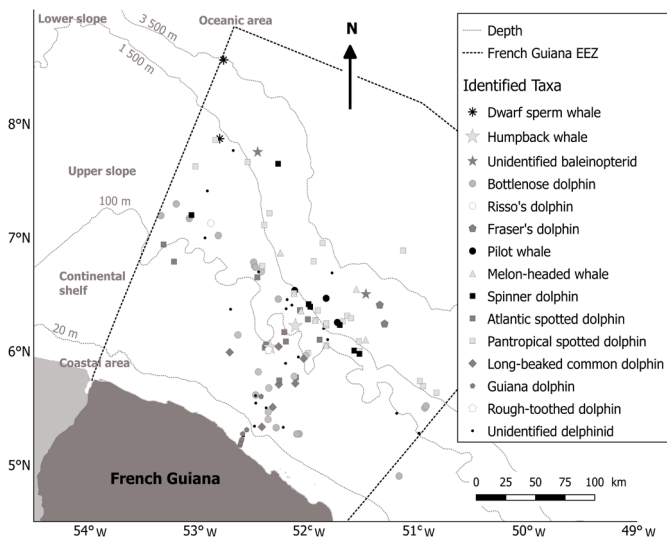 Lower slope
3 500 m
Oceanic area
1 500 m
N
8°N
Upper slope
100 m
7°N
Continental
shelf
20 m
6°N
Coastal area
5°N
French Guiana
54°W
53°W
52°W
51°W
50°W
49°W
Depth
French Guiana EEZ
Identified Taxa
Dwarf sperm whale
Humpback whale
Unidentified baleinopterid
Bottlenose dolphin
Risso's dolphin
Fraser's dolphin
Pilot whale
Melon-headed whale
Spinner dolphin
Atlantic spotted dolphin
Pantropical spotted dolphin
Long-beaked common dolphin
Guiana dolphin
Rough-toothed dolphin
Unidentified delphinid
0 25 50 75 100 km